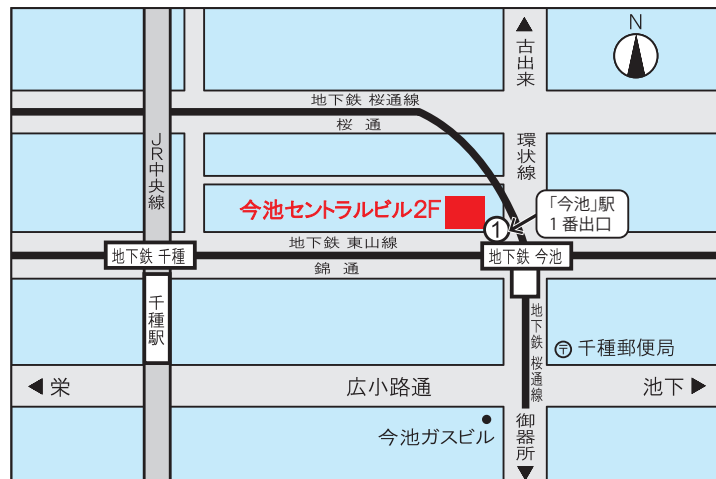 N
▲古出来
地下鉄 桜通線
桜 通
JR中央線
環状線
今池セントラルビル2F
「今池」駅
1番出口
1
地下鉄 東山線
地下鉄 千種
地下鉄 今池
錦 通
千種駅
地下鉄 桜通線
〒千種郵便局
◀栄
広小路通
池下▶
今池ガスビル
御器所▼